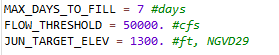 MAX_DAYS_TO_FILL = 7 #days
FLOW_THRESHOLD = 50000. #cfs
JUN_TARGET_ELEV = 1300. #ft, NGVD29